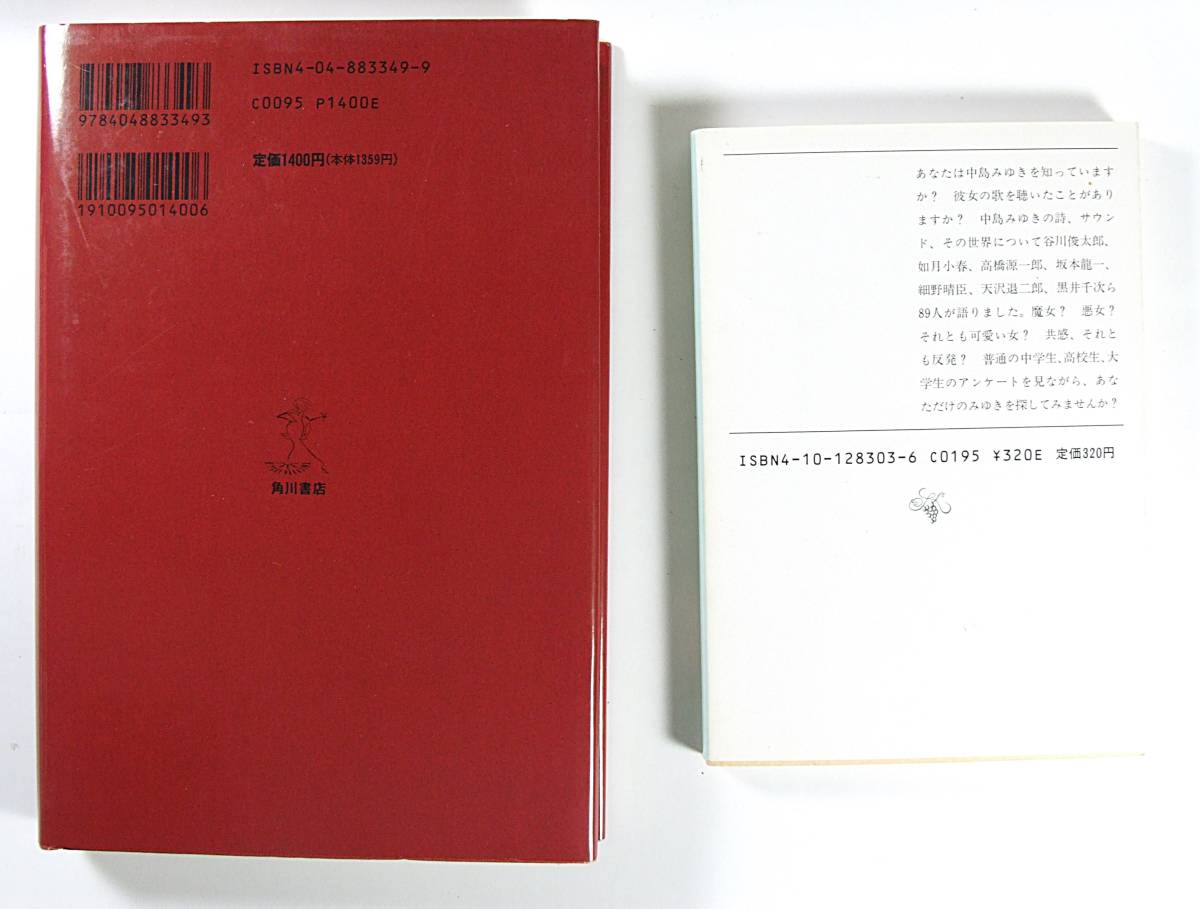 ISBN4-04-883349-9
C0095 P1400E
9784048833493
定価1400円(本体1359円)
1910095014006
角川書店
あなたは中島みゆきを知っています
か？　彼女の歌を聴いたことがあり
ますか？　中島みゆきの詩、サウン
ド、その世界について谷川俊太郎、
如月小春、高橋源一郎、坂本龍一、
細野晴臣、天沢退二郎、黒井千次ら
89人が語りました。魔女？　悪女？
それとも可愛い女？　共感、それと
も反発？　普通の中学生、高校生、大
学生のアンケートを見ながら、あな
ただけのみゆきを探してみませんか？
ISBN4-10-128303-6 C0195 ¥320E 定価320円